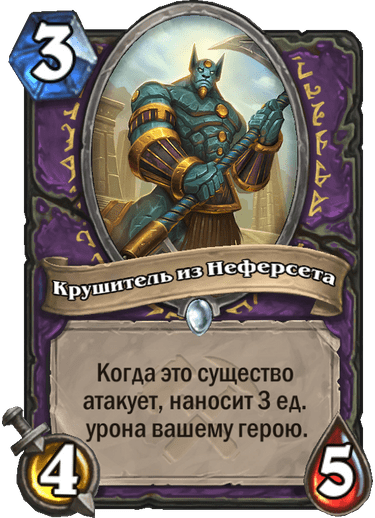 3
Крушитель из Неферсета
Когда это существо
атакует, наносит 3 ед.
урона вашему герою.
4
5